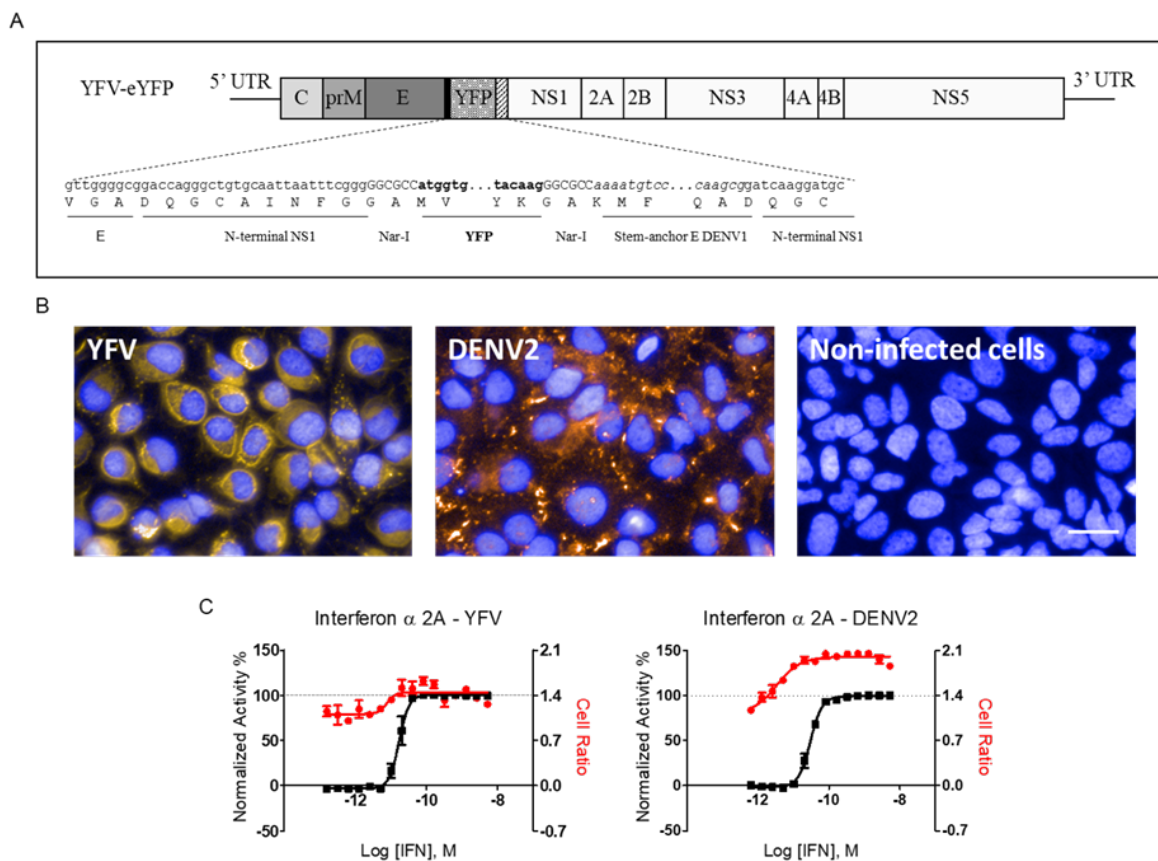 A
YFV-eYFP 5' UTR C prM E YFP NS1 2A 2B NS3 4A 4B NS5 3' UTR
gttggggcggaccagggctgtgcaattaatttcgggGGCGCCatggtg...tacaagGGCGCCaaaatgtcc...caagcggatcaaggatgc
V G A D Q G C A I N F G G A M V Y K G A K M F Q A D Q G C
E N-terminal NS1 Nar-I YFP Nar-I Stem-anchor E DENV1 N-terminal NS1
B
YFV DENV2 Non-infected cells
C
Interferon α 2A - YFV
Normalized Activity %
150
100
50
0
-50
2.1
1.4
0.7
0.0
-0.7
Cell Ratio
-12 -10 -8
Log [IFN], M
Interferon α 2A - DENV2
Normalized Activity %
150
100
50
0
-50
2.1
1.4
0.7
0.0
-0.7
Cell Ratio
-12 -10 -8
Log [IFN], M